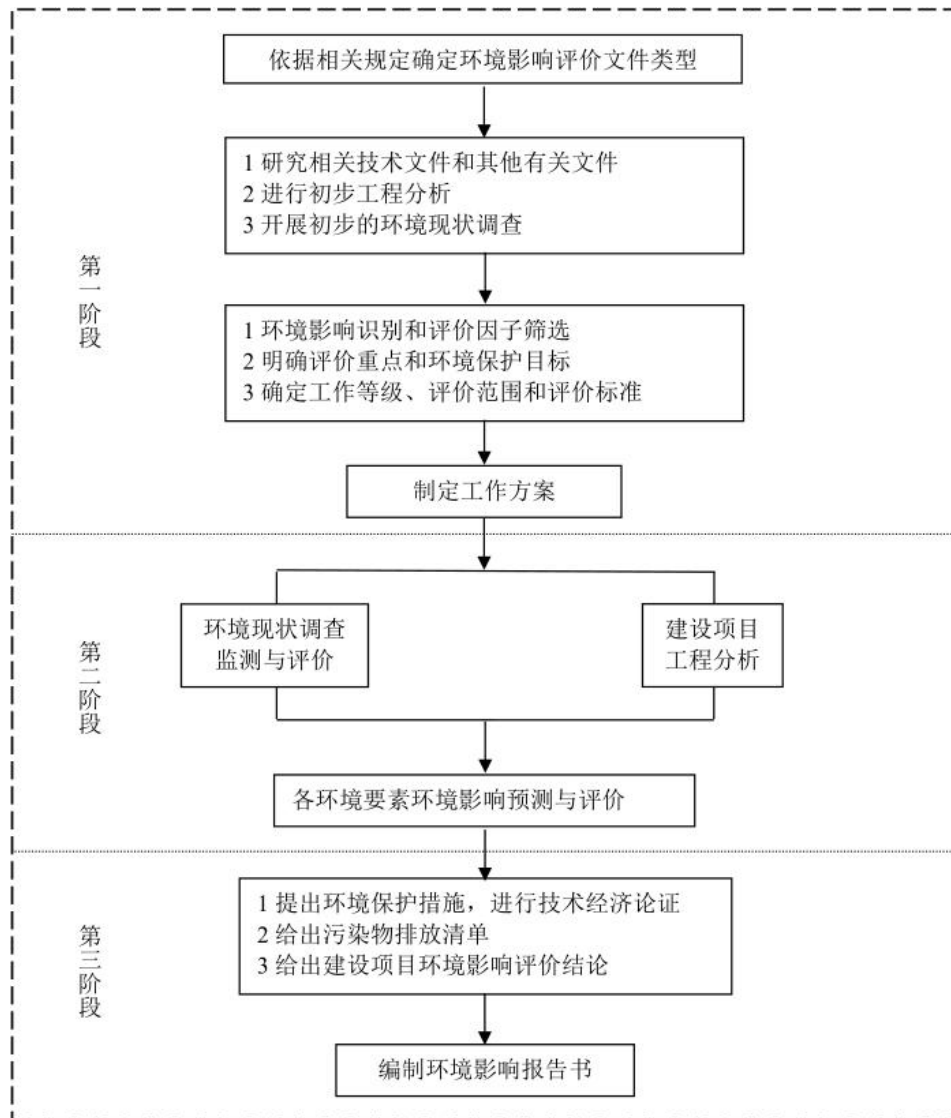 依据相关规定确定环境影响评价文件类型
1 研究相关技术文件和其他有关文件
2 进行初步工程分析
3 开展初步的环境现状调查
第一阶段
1 环境影响识别和评价因子筛选
2 明确评价重点和环境保护目标
3 确定工作等级、评价范围和评价标准
制定工作方案
第二阶段
环境现状调查
监测与评价
建设项目
工程分析
各环境要素环境影响预测与评价
第三阶段
1 提出环境保护措施，进行技术经济论证
2 给出污染物排放清单
3 给出建设项目环境影响评价结论
编制环境影响报告书